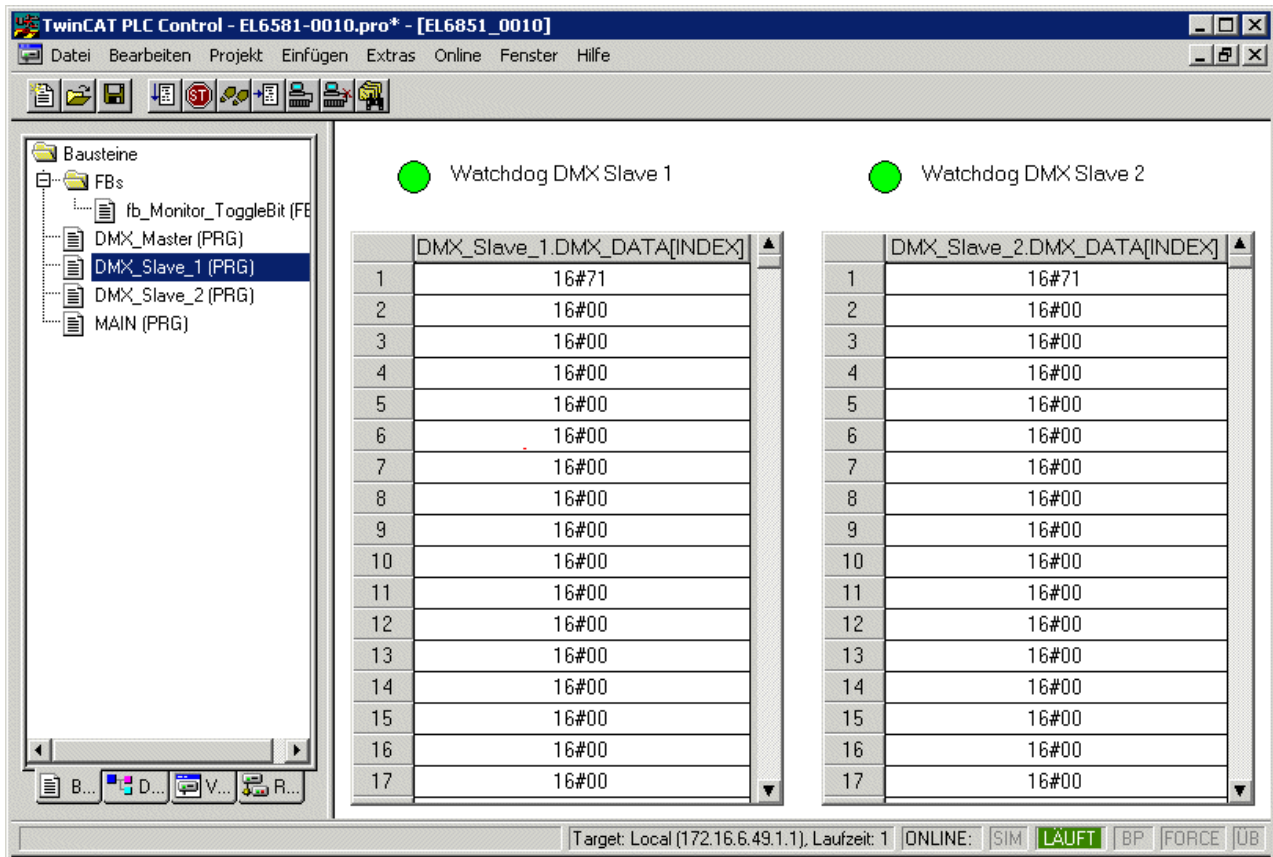 TwinCAT PLC Control - EL6581-0010.pro* - [EL6851_0010]
Datei Bearbeiten Projekt Einfügen Extras Online Fenster Hilfe
ST
Bausteine
FBs
fb_Monitor_ToggleBit (FB
DMX_Master (PRG)
DMX_Slave_1 (PRG)
DMX_Slave_2 (PRG)
MAIN (PRG)
B... D... V... R...
Watchdog DMX Slave 1 Watchdog DMX Slave 2
DMX_Slave_1.DMX_DATA[INDEX] DMX_Slave_2.DMX_DATA[INDEX]
1 16#71 1 16#71
2 16#00 2 16#00
3 16#00 3 16#00
4 16#00 4 16#00
5 16#00 5 16#00
6 16#00 6 16#00
7 16#00 7 16#00
8 16#00 8 16#00
9 16#00 9 16#00
10 16#00 10 16#00
11 16#00 11 16#00
12 16#00 12 16#00
13 16#00 13 16#00
14 16#00 14 16#00
15 16#00 15 16#00
16 16#00 16 16#00
17 16#00 17 16#00
Target: Local (172.16.6.49.1.1), Laufzeit: 1 ONLINE: SIM LÄUFT BP FORCE ÜB